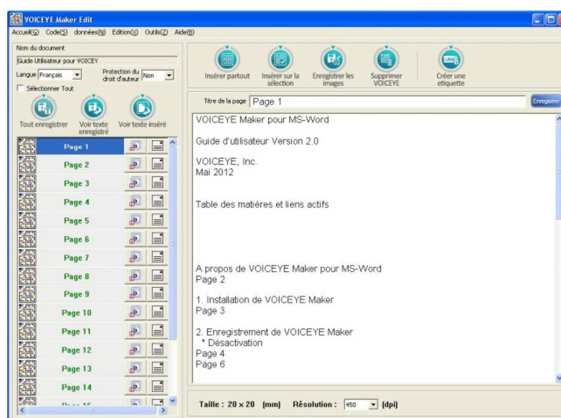 VOICEYE Maker Edit
Accueil(G) Code(S) données(N) Edition(X) Outils(Z) Aide(B)
Nom du document
Guide Utilisateur pour VOICEY
Langue Français Protection du droit d'auteur Non
Sélectionner Tout
Tout enregistrer Voir texte enregistré Voir texte inséré
Page 1
Page 2
Page 3
Page 4
Page 5
Page 6
Page 7
Page 8
Page 9
Page 10
Page 11
Page 12
Page 13
Page 14
Insérer partout Insérer sur la sélection Enregistrer les images Supprimer VOICEYE Créer une etiquette
Titre de la page Page 1 Enregistrer
VOICEYE Maker pour MS-Word
Guide d'utilisateur Version 2.0
VOICEYE, Inc.
Mai 2012
Table des matiéres et liens actifs
A propos de VOICEYE Maker pour MS-Word
Page 2
1. Installation de VOICEYE Maker
Page 3
2. Enregistrement de VOICEYE Maker
* Désactivation
Page 4
Page 6
Taille : 20 x 20 (mm) Résolution : 450 (dpi)